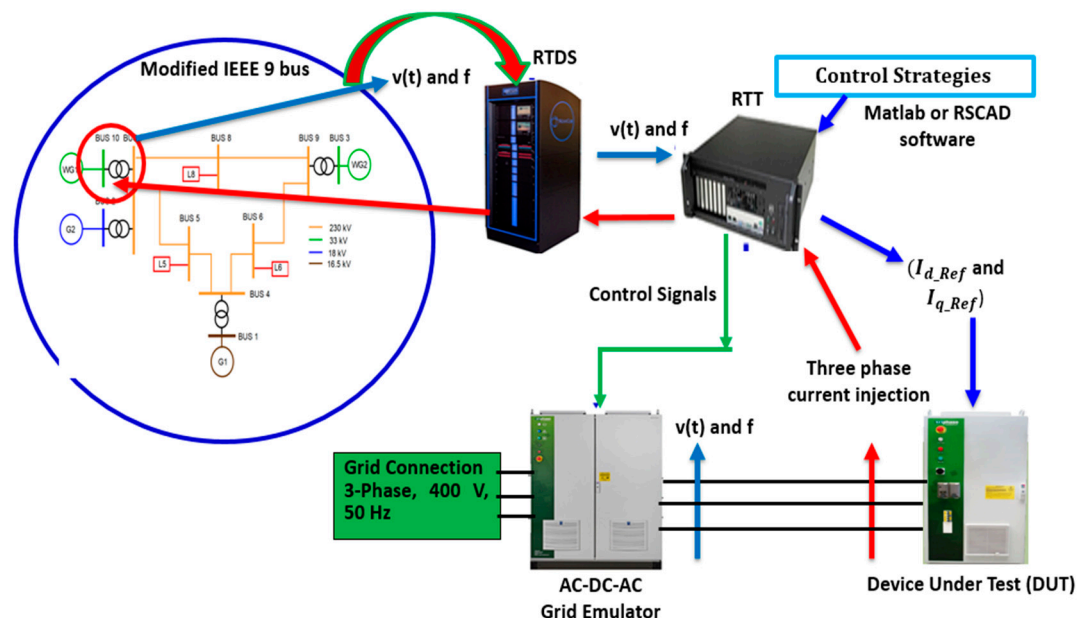 Modified IEEE 9 bus
v(t) and f
RTDS
RTT
Control Strategies
Matlab or RSCAD
software
v(t) and f
BUS 10
BUS 8
BUS 9
BUS 3
WG1
WG2
L8
G2
BUS 5
BUS 6
230 kV
33 kV
18 kV
16.5 kV
L5
L6
BUS 4
BUS 1
G1
(I_d_Ref and
I_q_Ref)
Control Signals
Three phase
current injection
v(t) and f
Grid Connection
3-Phase, 400 V,
50 Hz
AC-DC-AC
Grid Emulator
Device Under Test (DUT)